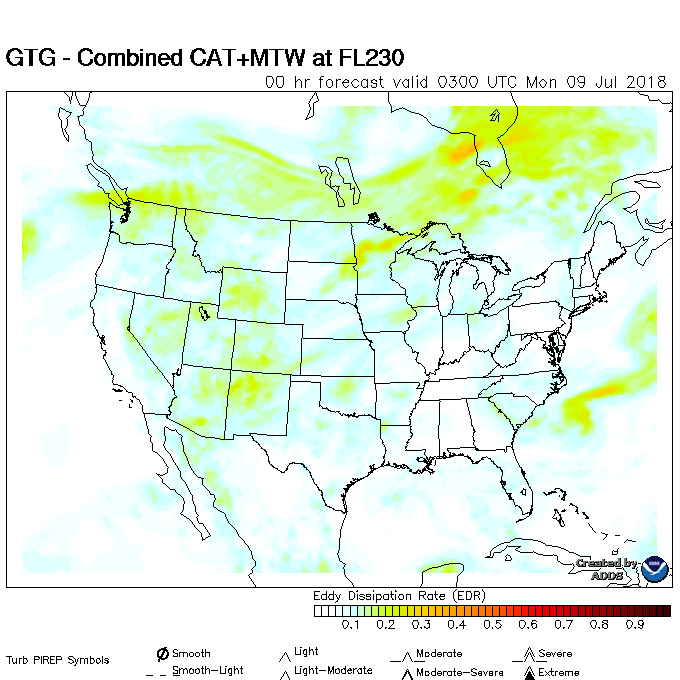 GTG - Combined CAT+MTW at FL230
00 hr forecast valid 0300 UTC Mon 09 Jul 2018
Created by
ADDS
Eddy Dissipation Rate (EDR)
0.1 0.2 0.3 0.4 0.5 0.6 0.7 0.8 0.9
Turb PIREP Symbols
Smooth Light Moderate Severe
Smooth-Light Light-Moderate Moderate-Severe Extreme